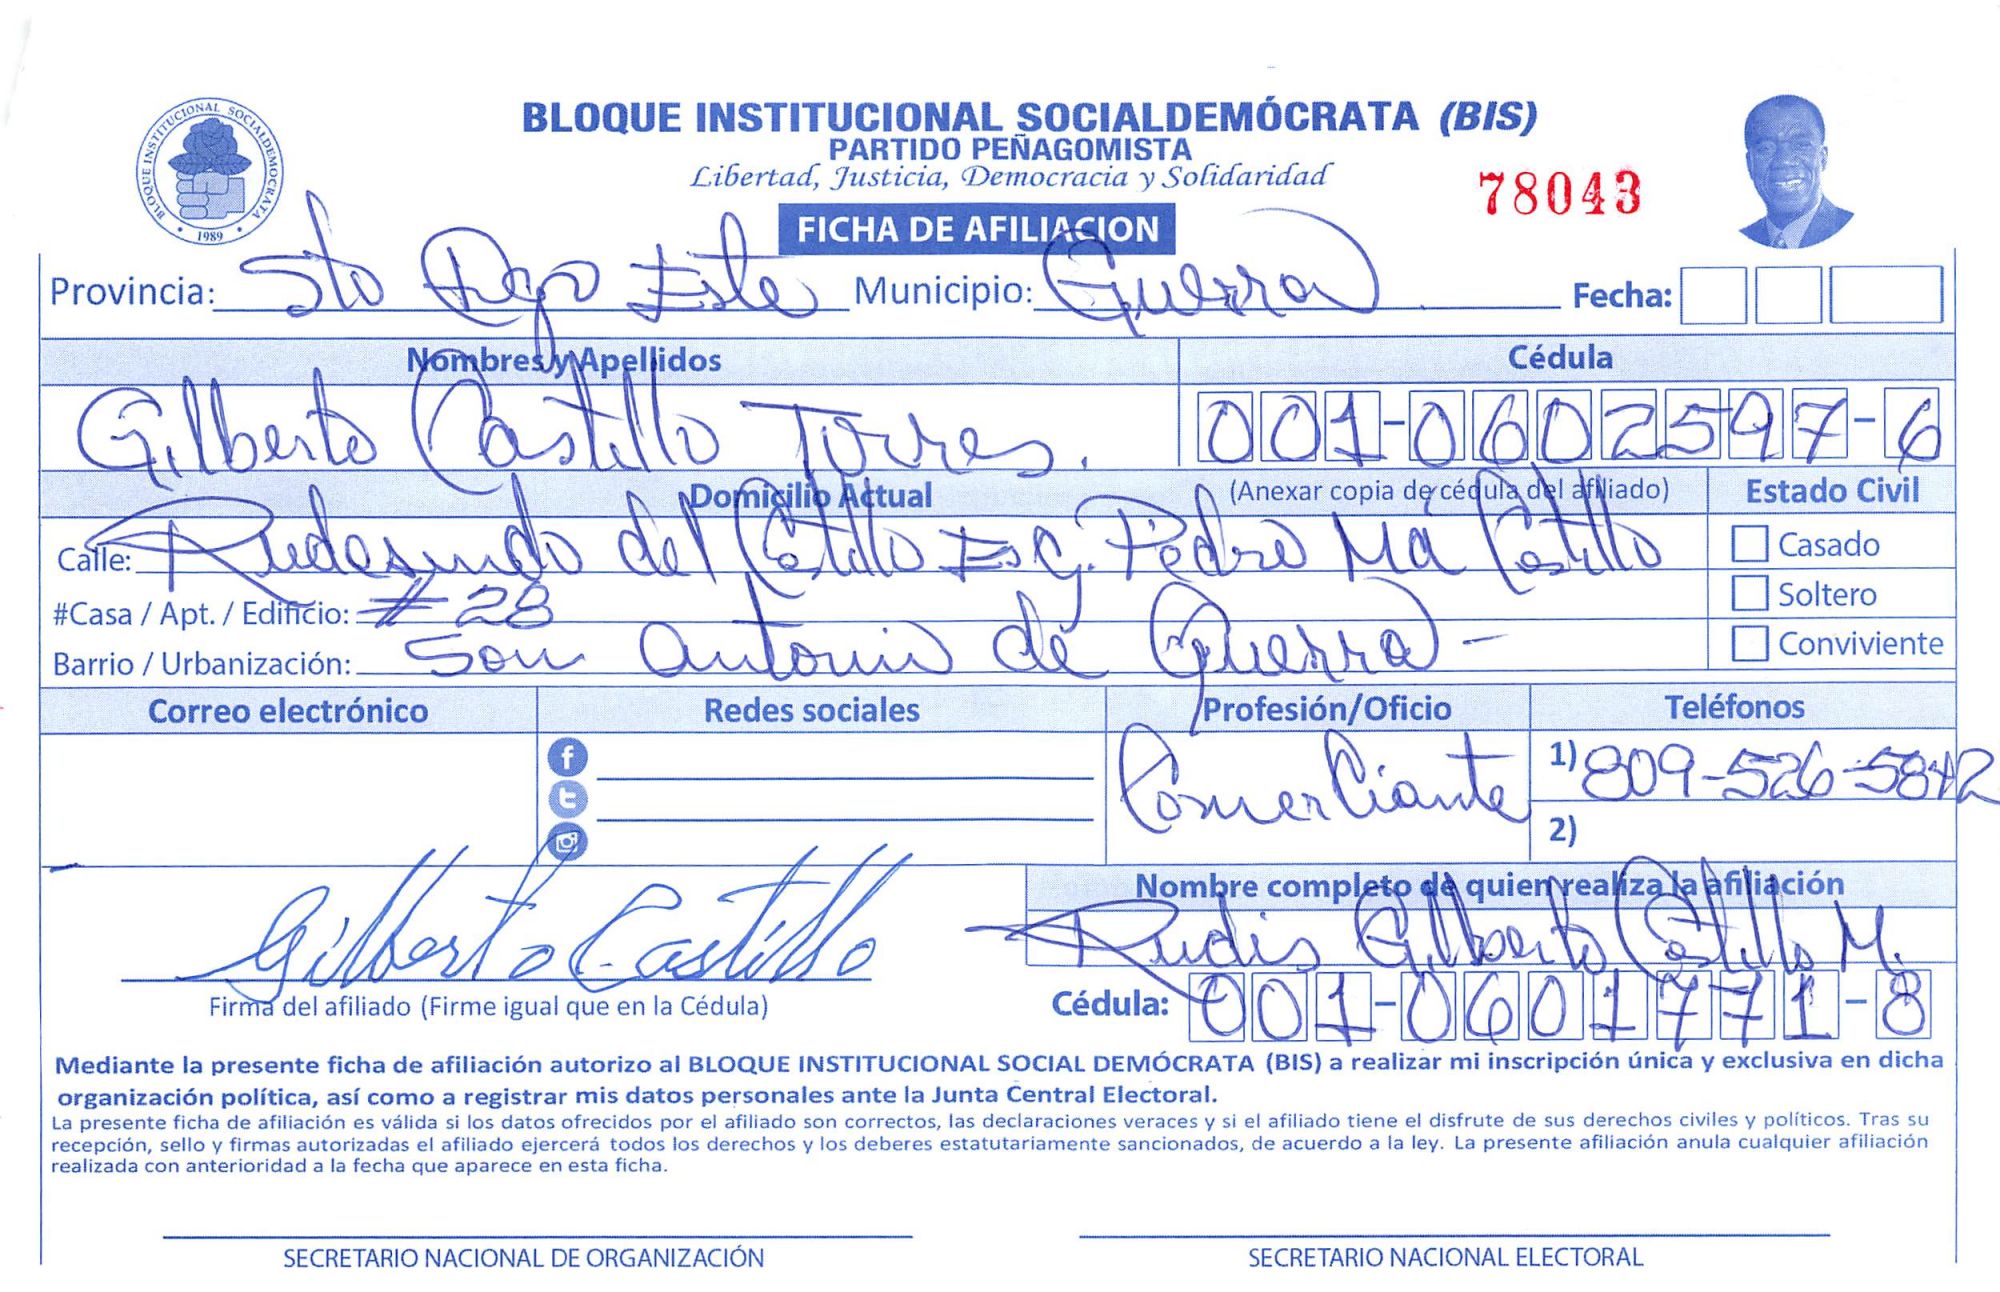 BLOQUE INSTITUCIONAL SOCIALDEMÓCRATA (BIS)
PARTIDO PEÑAGOMISTA
Libertad, Justicia, Democracia y Solidaridad
78043
FICHA DE AFILIACION
BLOQUE INSTITUCIONAL SOCIALDEMOCRATA
1989
Provincia: Sto Dgo Este Municipio: Guerra Fecha:
Nombres y Apellidos Cédula
Gilberto Castillo Torres. 001-0602597-6
Domicilio Actual (Anexar copia de cédula del afiliado) Estado Civil
Calle: Rudesindo del Castillo Esq. Pedro Ma Castillo Casado
#Casa / Apt. / Edificio: # 28 Soltero
Barrio / Urbanización: San Antonio de Guerra - Conviviente
Correo electrónico Redes sociales Profesión/Oficio Teléfonos
Comerciante 1) 809-526-5842
2)
Nombre completo de quien realiza la afiliación
Gilberto Castillo Rudis Gilberto Castillo M.
Firma del afiliado (Firme igual que en la Cédula) Cédula: 001-0601771-8
Mediante la presente ficha de afiliación autorizo al BLOQUE INSTITUCIONAL SOCIAL DEMÓCRATA (BIS) a realizar mi inscripción única y exclusiva en dicha
organización política, así como a registrar mis datos personales ante la Junta Central Electoral.
La presente ficha de afiliación es válida si los datos ofrecidos por el afiliado son correctos, las declaraciones veraces y si el afiliado tiene el disfrute de sus derechos civiles y políticos. Tras su
recepción, sello y firmas autorizadas el afiliado ejercerá todos los derechos y los deberes estatutariamente sancionados, de acuerdo a la ley. La presente afiliación anula cualquier afiliación
realizada con anterioridad a la fecha que aparece en esta ficha.
SECRETARIO NACIONAL DE ORGANIZACIÓN SECRETARIO NACIONAL ELECTORAL